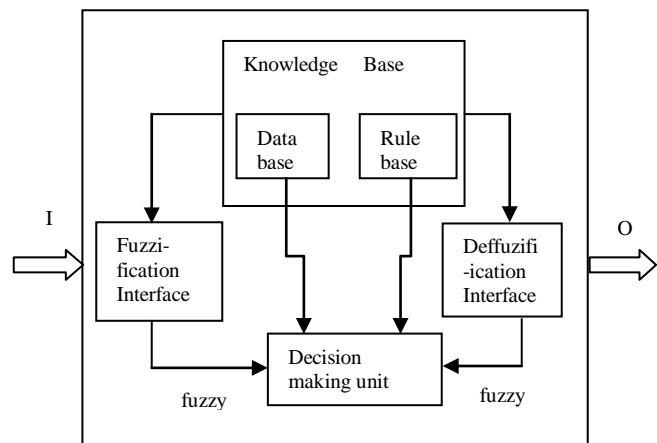 Knowledge Base
Data
base
Rule
base
I
Fuzzi-
fication
Interface
Deffuzifi
-ication
Interface
O
Decision
making unit
fuzzy
fuzzy